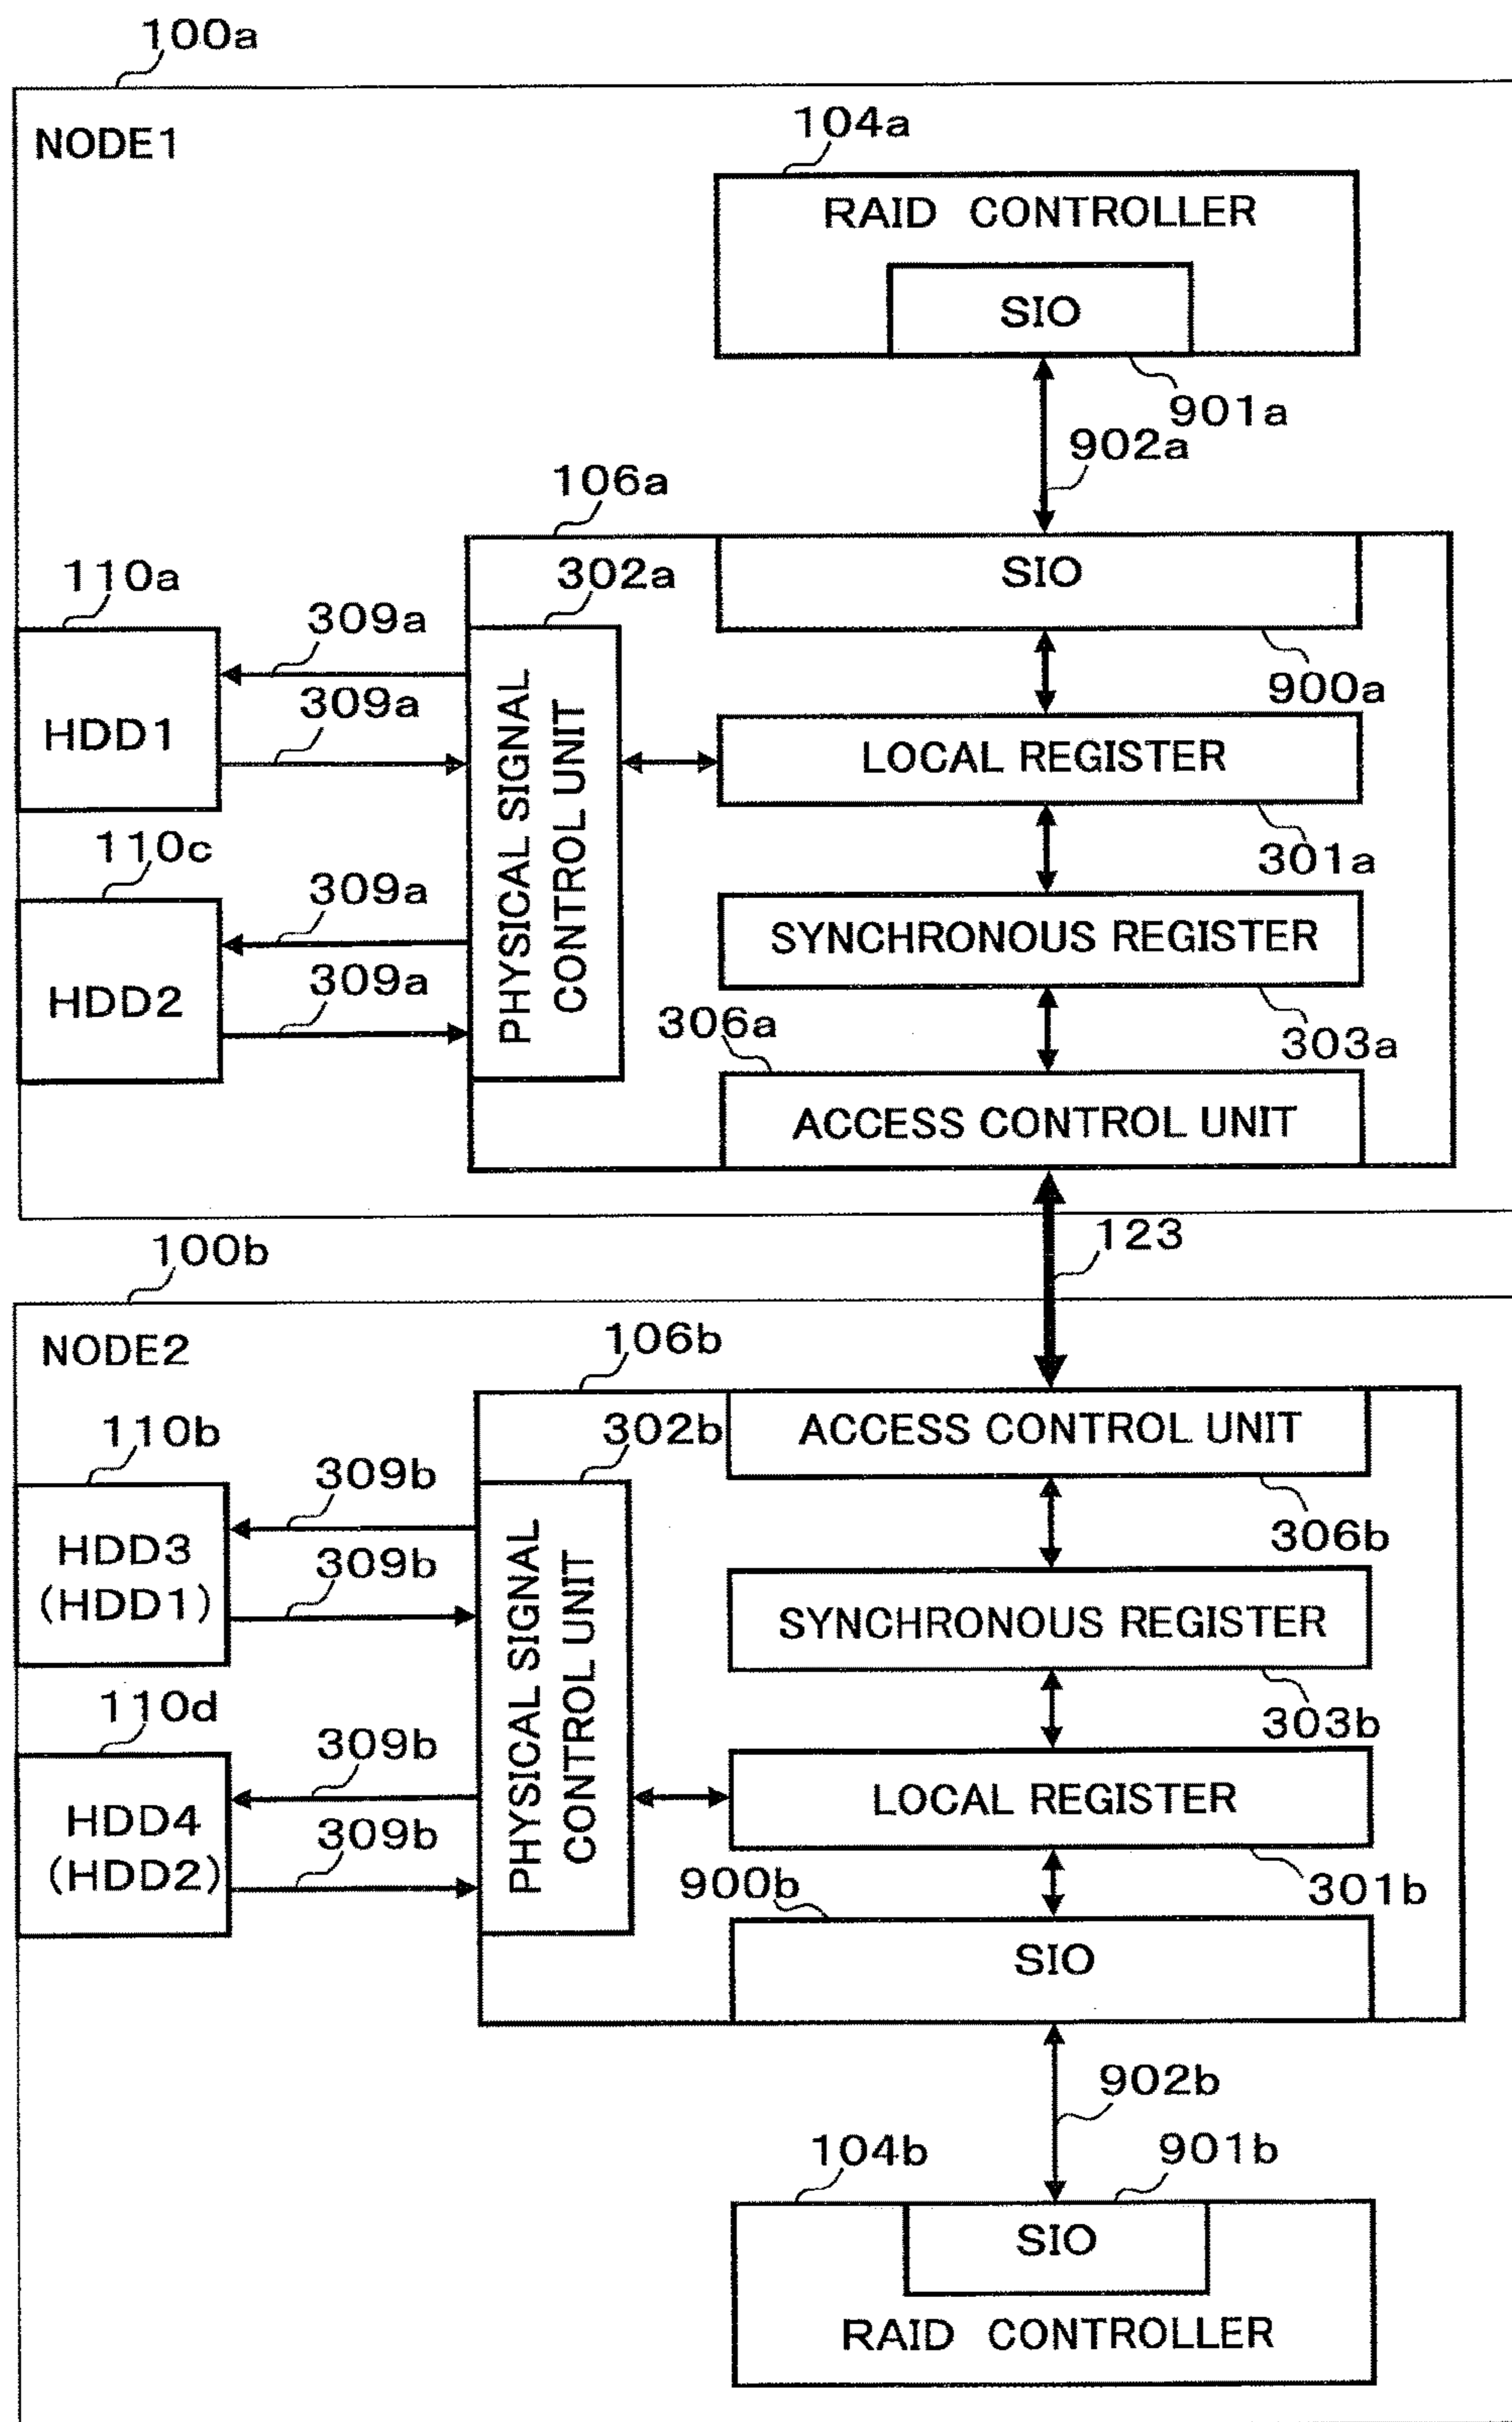 100a
NODE1
104a
RAID CONTROLLER
SIO
901a
902a
106a
302a
SIO
900a
110a
309a
HDD1
309a
PHYSICAL SIGNAL
CONTROL UNIT
LOCAL REGISTER
301a
110c
309a
HDD2
309a
SYNCHRONOUS REGISTER
303a
306a
ACCESS CONTROL UNIT
123
100b
NODE2
106b
302b
ACCESS CONTROL UNIT
306b
110b
309b
HDD3
(HDD1)
309b
PHYSICAL SIGNAL
CONTROL UNIT
SYNCHRONOUS REGISTER
303b
110d
309b
HDD4
(HDD2)
309b
LOCAL REGISTER
301b
900b
SIO
902b
104b
901b
SIO
RAID CONTROLLER